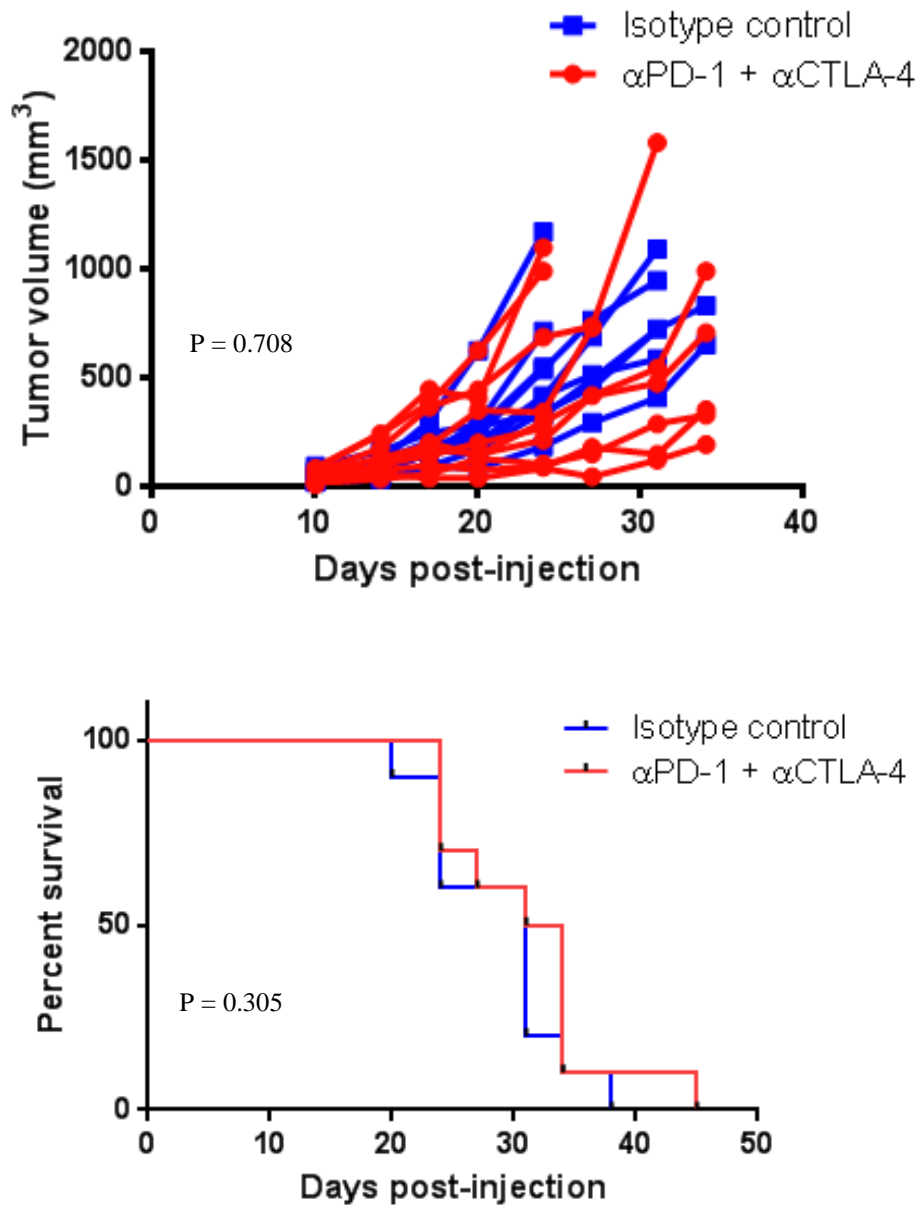 Isotype control
αPD-1 + αCTLA-4
Tumor volume (mm³)
2000
1500
1000
500
0
P = 0.708
0 10 20 30 40
Days post-injection
Isotype control
αPD-1 + αCTLA-4
Percent survival
100
50
0
P = 0.305
0 10 20 30 40 50
Days post-injection